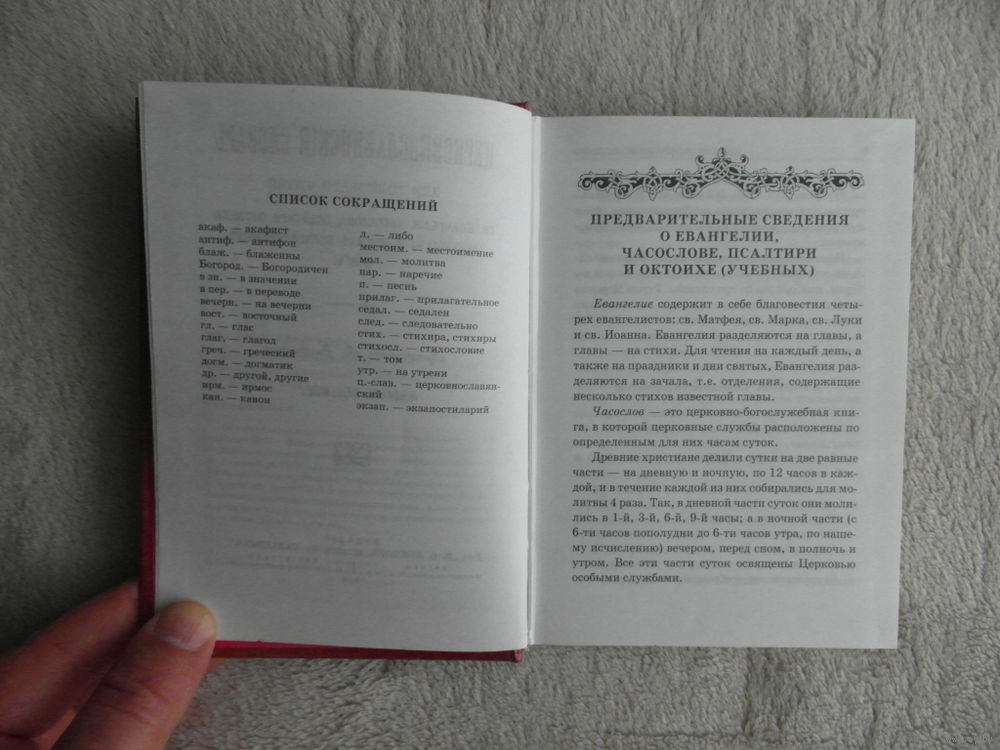 СПИСОК СОКРАЩЕНИЙ
акаф. — акафист
антиф. — антифон
блаж. — блаженны
Богород. — Богородичен
в зн. — в значении
в пер. — в переводе
вечерн. — на вечерни
вост. — восточный
гл. — глас
глаг. — глагол
греч. — греческий
догм. — догматик
др. — другой, другие
ирм. — ирмос
кан. — канон
л. — либо
местоим. — местоимение
мол. — молитва
нар. — наречие
п. — песнь
прилаг. — прилагательное
седал. — седален
след. — следовательно
стих. — стихира, стихиры
стихосл. — стихословие
т. — том
утр. — на утрени
ц.-слав. — церковнославян-
ский
экзап. — экзапостиларий
ПРЕДВАРИТЕЛЬНЫЕ СВЕДЕНИЯ
О ЕВАНГЕЛИИ,
ЧАСОСЛОВЕ, ПСАЛТИРИ
И ОКТОИХЕ (УЧЕБНЫХ)
Евангелие содержит в себе благовестия четы-
рех евангелистов: св. Матфея, св. Марка, св. Луки
и св. Иоанна. Евангелия разделяются на главы, а
главы — на стихи. Для чтения на каждый день, а
также на праздники и дни святых, Евангелия раз-
деляются на зачала, т.е. отделения, содержащие
несколько стихов известной главы.
Часослов — это церковно-богослужебная кни-
га, в которой церковные службы расположены по
определенным для них часам суток.
Древние христиане делили сутки на две равные
части — на дневную и ночную, по 12 часов в каж-
дой, и в течение каждой из них собирались для мо-
литвы 4 раза. Так, в дневной части суток они моли-
лись в 1-й, 3-й, 6-й, 9-й часы; а в ночной части (с
6-ти часов пополудни до 6-ти часов утра, по наше-
му исчислению) вечером, перед сном, в полночь и
утром. Все эти части суток освящены Церковью
особыми службами.